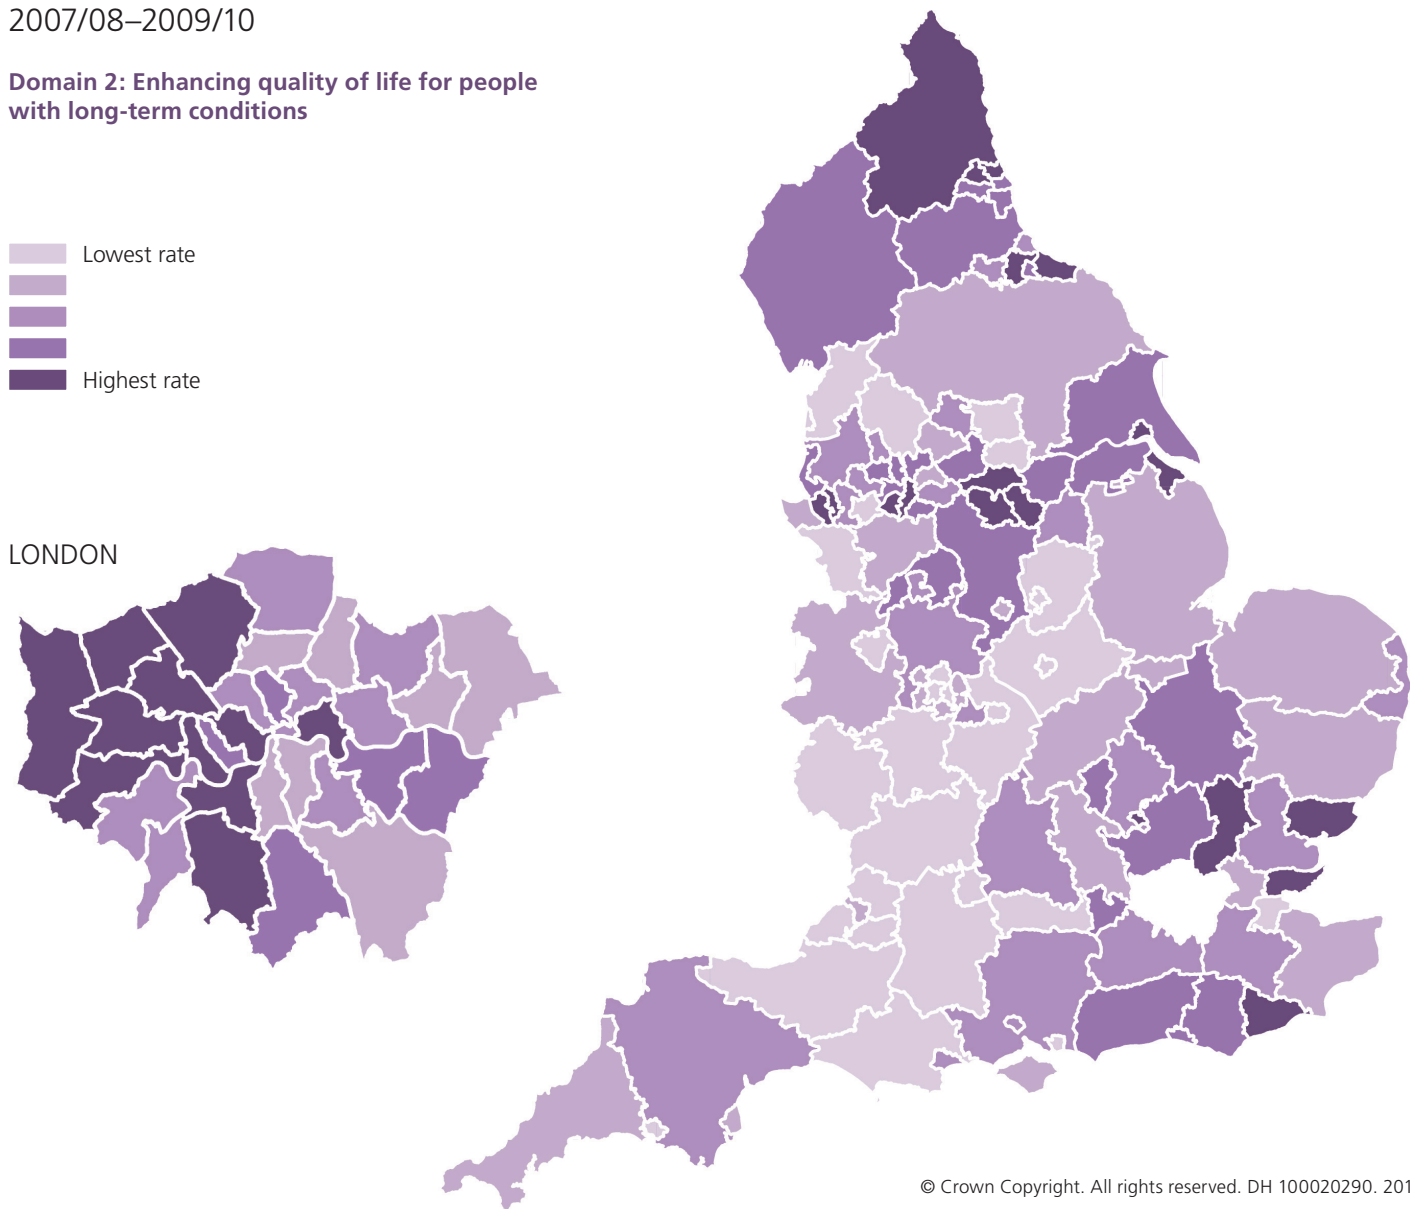 2007/08–2009/10
Domain 2: Enhancing quality of life for people
with long-term conditions
Lowest rate
Highest rate
LONDON
© Crown Copyright. All rights reserved. DH 100020290. 201